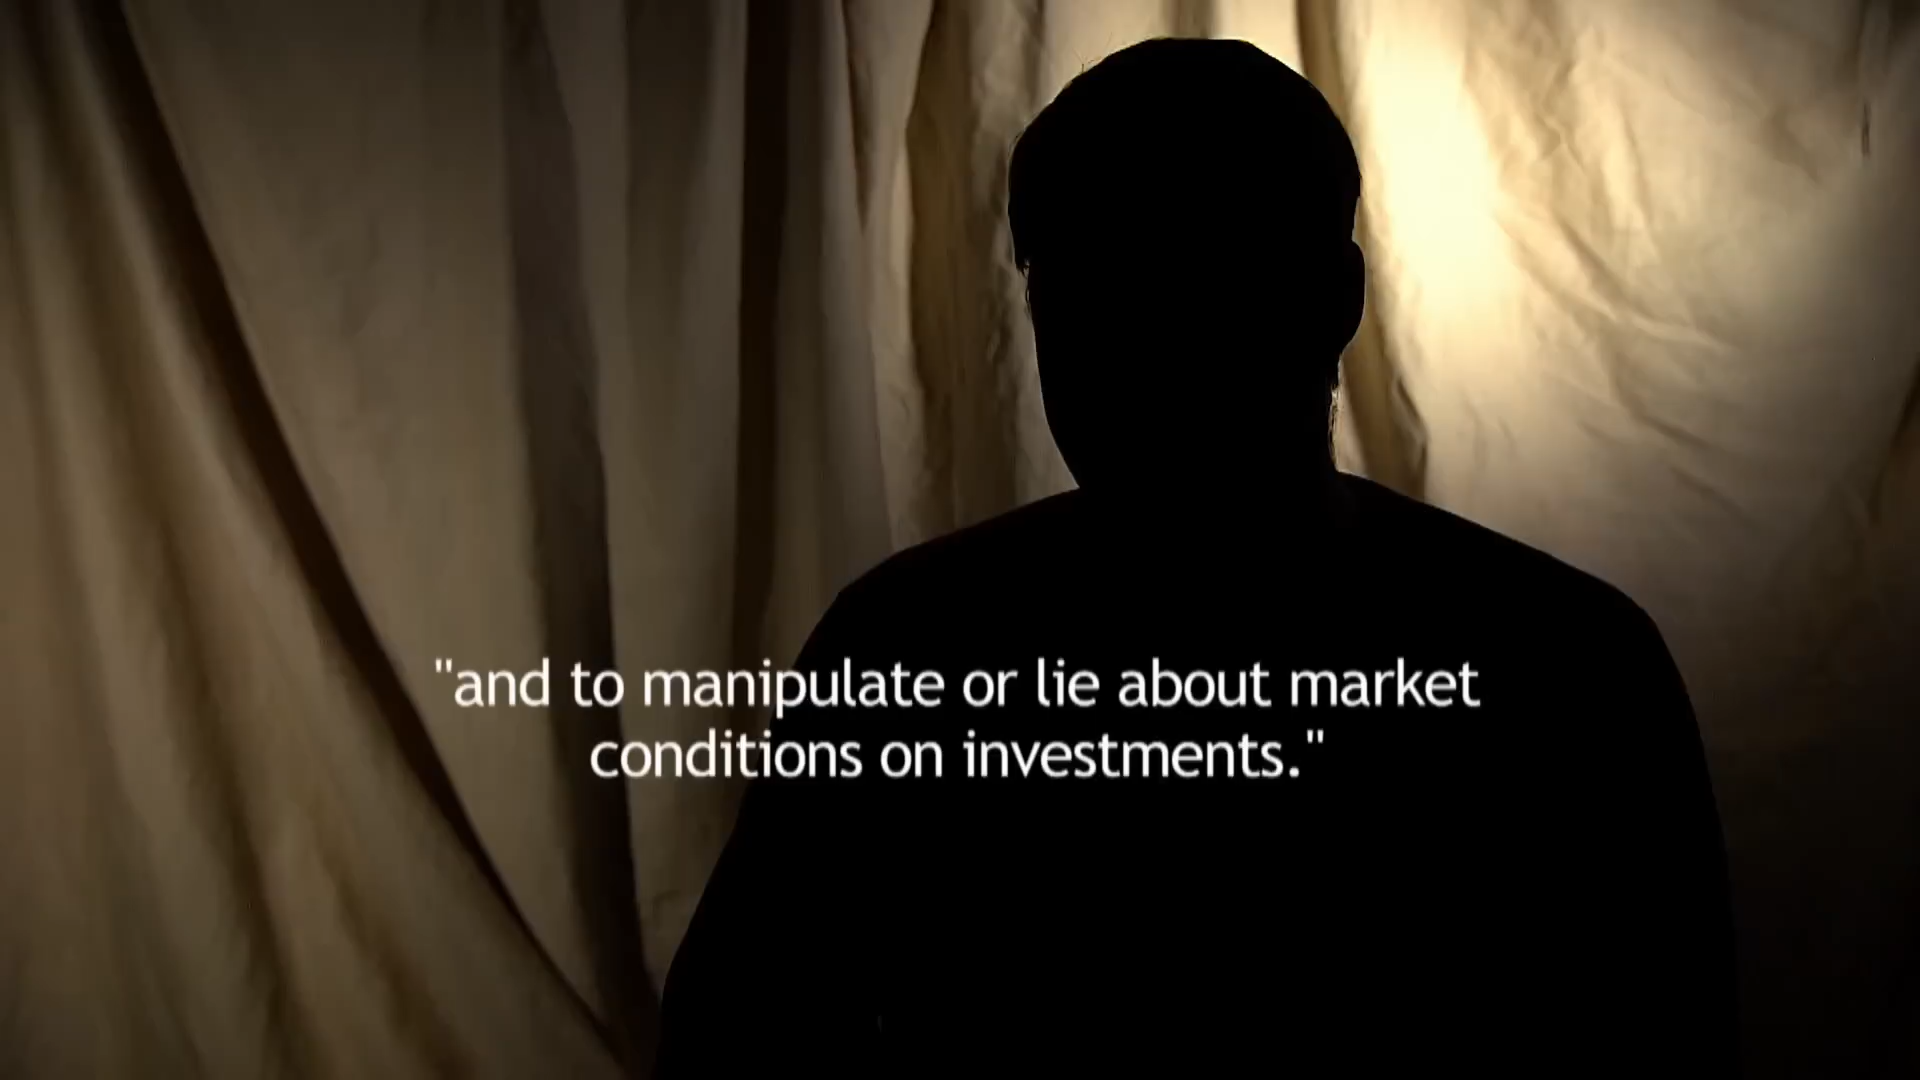 "and to manipulate or lie about market
conditions on investments."